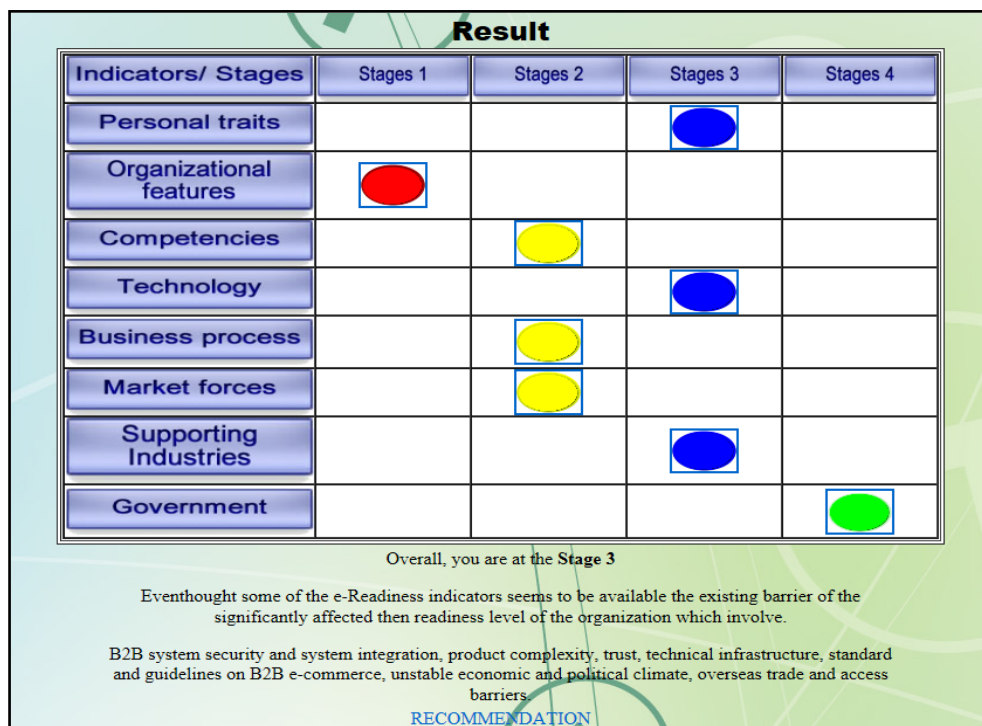 Result
Indicators/ Stages Stages 1 Stages 2 Stages 3 Stages 4
Personal traits
Organizational
features
Competencies
Technology
Business process
Market forces
Supporting
Industries
Government
Overall, you are at the Stage 3
Eventhought some of the e-Readiness indicators seems to be available the existing barrier of the
significantly affected then readiness level of the organization which involve.
B2B system security and system integration, product complexity, trust, technical infrastructure, standard
and guidelines on B2B e-commerce, unstable economic and political climate, overseas trade and access
barriers.
RECOMMENDATION